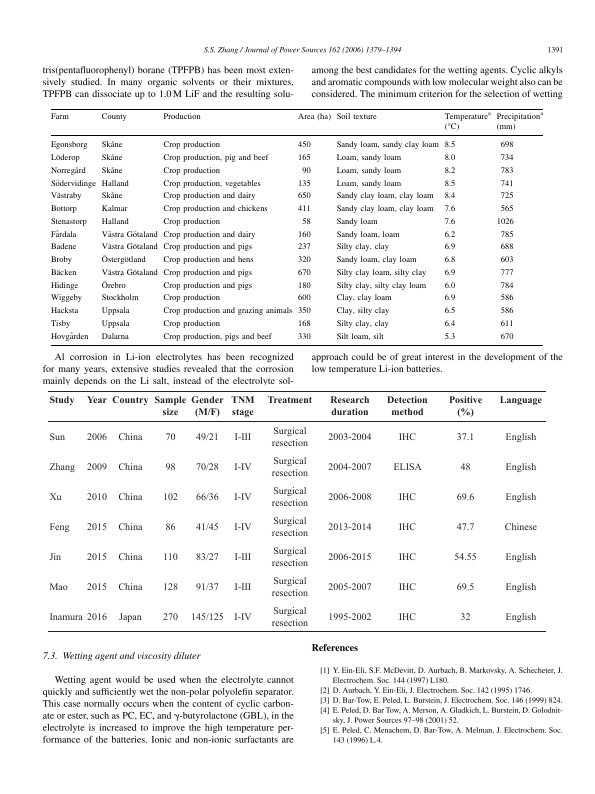 S.S. Zhang / Journal of Power Sources 162 (2006) 1379–1394
1391
tris(pentafluorophenyl) borane (TPFPB) has been most exten-
sively studied. In many organic solvents or their mixtures,
TPFPB can dissociate up to 1.0 M LiF and the resulting solu-
among the best candidates for the wetting agents. Cyclic alkyls
and aromatic compounds with low molecular weight also can be
considered. The minimum criterion for the selection of wetting
Farm County Production Area (ha) Soil texture Temperatureᵃ (°C) Precipitationᵃ (mm)
Egonsborg Skåne Crop production 450 Sandy loam, sandy clay loam 8.5 698
Löderop Skåne Crop production, pig and beef 165 Loam, sandy loam 8.0 734
Norregård Skåne Crop production 90 Loam, sandy loam 8.2 783
Södervidinge Halland Crop production, vegetables 135 Loam, sandy loam 8.5 741
Västraby Skåne Crop production and dairy 650 Sandy clay loam, clay loam 8.4 725
Bottorp Kalmar Crop production and chickens 411 Sandy clay loam, clay loam 7.6 565
Stenastorp Halland Crop production 58 Sandy loam 7.6 1026
Fårdala Västra Götaland Crop production and dairy 160 Sandy loam, loam 6.2 785
Badene Västra Götaland Crop production and pigs 237 Silty clay, clay 6.9 688
Broby Östergötland Crop production and hens 320 Sandy loam, clay loam 6.8 603
Bäcken Västra Götaland Crop production and pigs 670 Silty clay loam, silty clay 6.9 777
Hidinge Örebro Crop production and pigs 180 Silty clay, silty clay loam 6.0 784
Wiggeby Stockholm Crop production 600 Clay, clay loam 6.9 586
Hacksta Uppsala Crop production and grazing animals 350 Clay, silty clay 6.5 586
Tisby Uppsala Crop production 168 Silty clay, clay 6.4 611
Hovgården Dalarna Crop production, pigs and beef 330 Silt loam, silt 5.3 670
Al corrosion in Li-ion electrolytes has been recognized
for many years, extensive studies revealed that the corrosion
mainly depends on the Li salt, instead of the electrolyte sol-
approach could be of great interest in the development of the
low temperature Li-ion batteries.
Study Year Country Sample size Gender (M/F) TNM stage Treatment Research duration Detection method Positive (%) Language
Sun 2006 China 70 49/21 I-III Surgical resection 2003-2004 IHC 37.1 English
Zhang 2009 China 98 70/28 I-IV Surgical resection 2004-2007 ELISA 48 English
Xu 2010 China 102 66/36 I-IV Surgical resection 2006-2008 IHC 69.6 English
Feng 2015 China 86 41/45 I-IV Surgical resection 2013-2014 IHC 47.7 Chinese
Jin 2015 China 110 83/27 I-III Surgical resection 2006-2015 IHC 54.55 English
Mao 2015 China 128 91/37 I-III Surgical resection 2005-2007 IHC 69.5 English
Inamura 2016 Japan 270 145/125 I-IV Surgical resection 1995-2002 IHC 32 English
7.3. Wetting agent and viscosity diluter
Wetting agent would be used when the electrolyte cannot
quickly and sufficiently wet the non-polar polyolefin separator.
This case normally occurs when the content of cyclic carbon-
ate or ester, such as PC, EC, and γ-butyrolactone (GBL), in the
electrolyte is increased to improve the high temperature per-
formance of the batteries. Ionic and non-ionic surfactants are
References
[1] Y. Ein-Eli, S.F. McDevitt, D. Aurbach, B. Markovsky, A. Schecheter, J.
Electrochem. Soc. 144 (1997) L180.
[2] D. Aurbach, Y. Ein-Eli, J. Electrochem. Soc. 142 (1995) 1746.
[3] D. Bar-Tow, E. Peled, L. Burstein, J. Electrochem. Soc. 146 (1999) 824.
[4] E. Peled, D. Bar Tow, A. Merson, A. Gladkich, L. Burstein, D. Golodnit-
sky, J. Power Sources 97–98 (2001) 52.
[5] E. Peled, C. Menachem, D. Bar-Tow, A. Melman, J. Electrochem. Soc.
143 (1996) L.4.